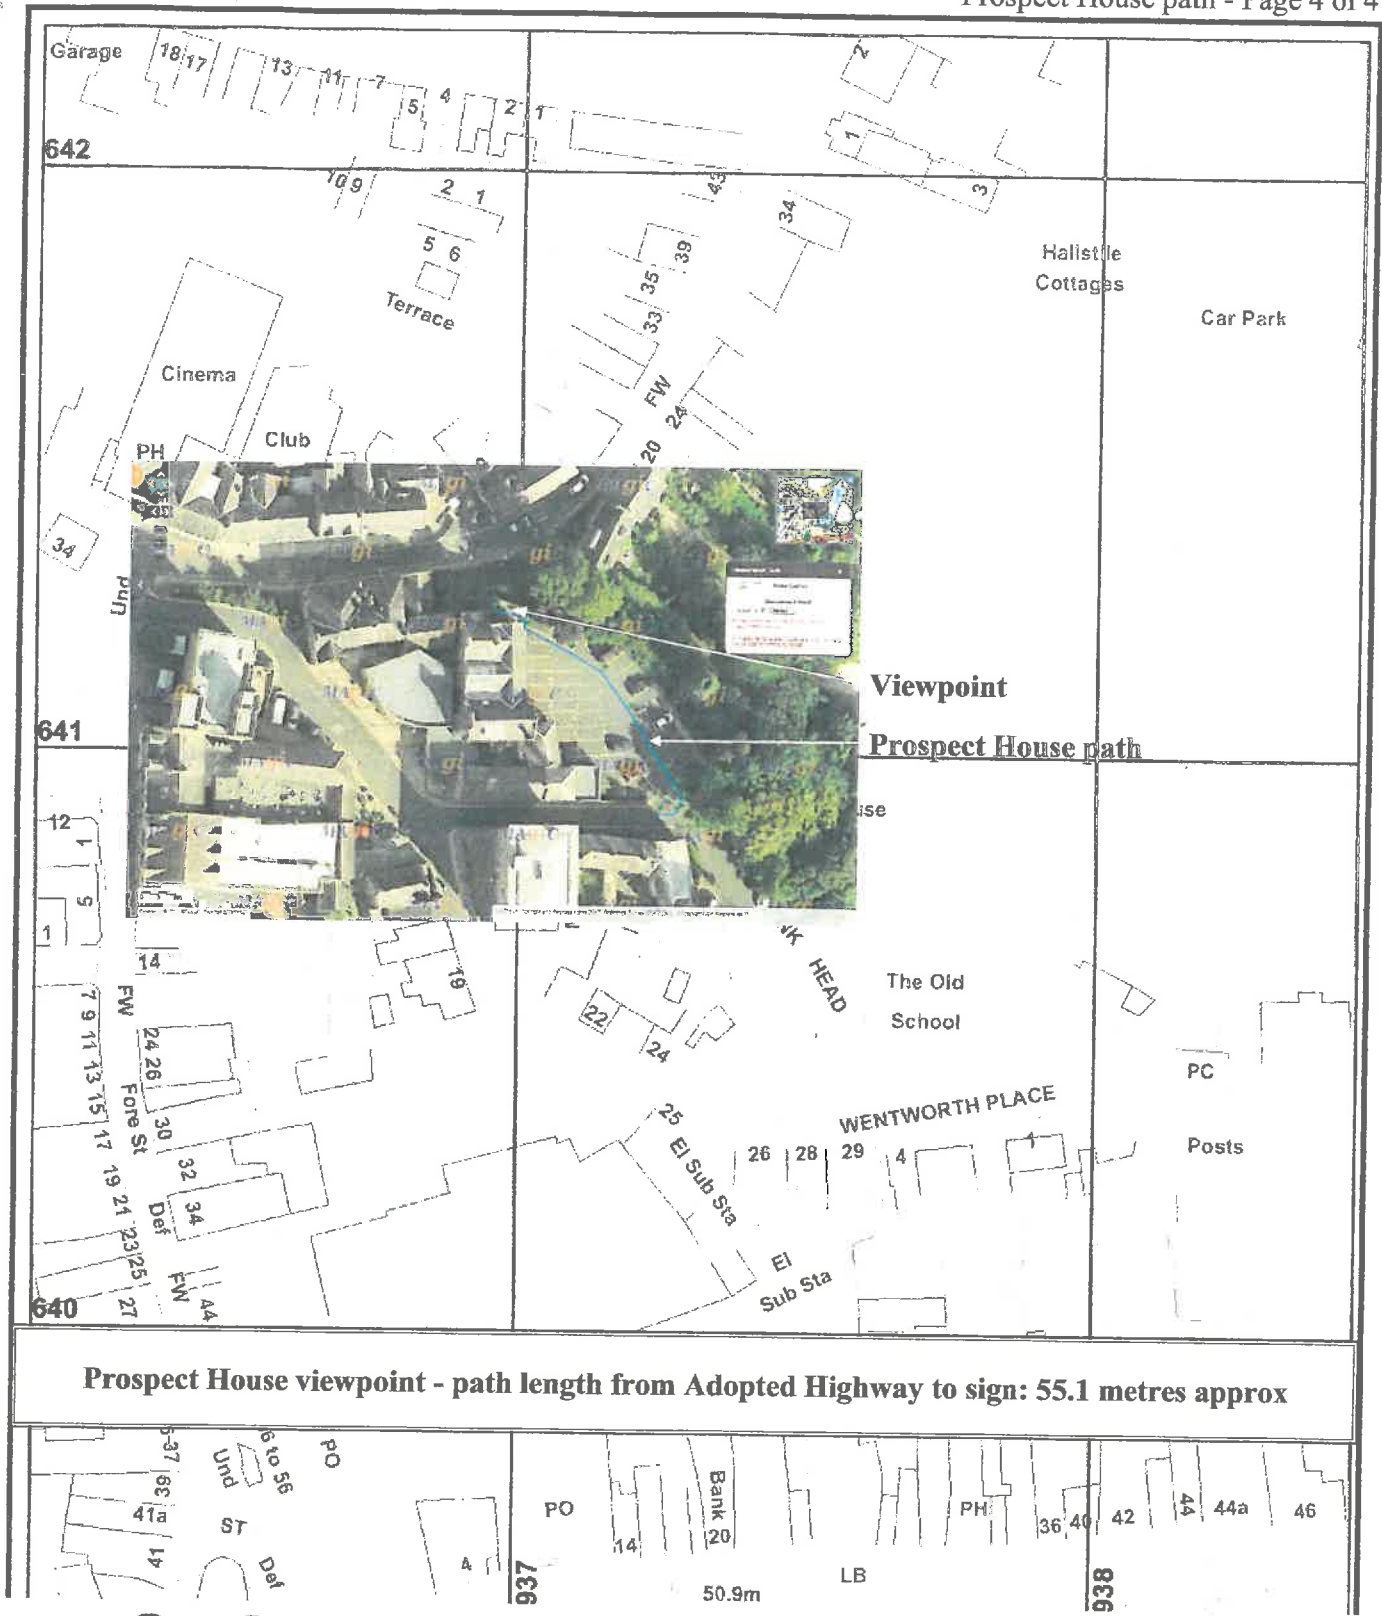 Prospect House path - Page 4 of 4
Garage
18
17
13
11
7
5
4
2
1
2
1
3
642
10
9
2
1
5
6
Terrace
43
34
39
35
33
Hallstile
Cottages
Car Park
Cinema
Club
FW
24
20
PH
34
Und
Viewpoint
641
Prospect House path
12
1
5
1
14
19
HEAD
The Old
School
22
24
7 9 11 13 15
17
19 21 23 25
27
FW
24 26
Fore St
30
32
34
Def
FW
44
PC
WENTWORTH PLACE
25
El Sub Sta
26
28
29
4
1
Posts
El
Sub Sta
640
Prospect House viewpoint - path length from Adopted Highway to sign: 55.1 metres approx
Und
6 to 56
PO
39
41a
41
ST
Def
4
937
PO
14
Bank
20
PH
36
40
42
44
44a
46
LB
50.9m
938